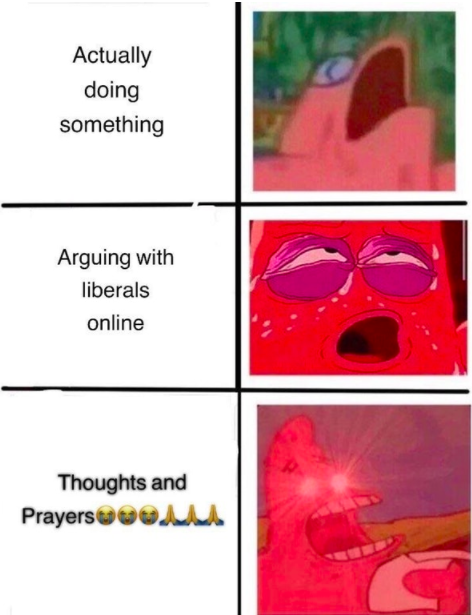 Actually
doing
something
Arguing with
liberals
online
Thoughts and
Prayers😭😭😭🙏🙏🙏